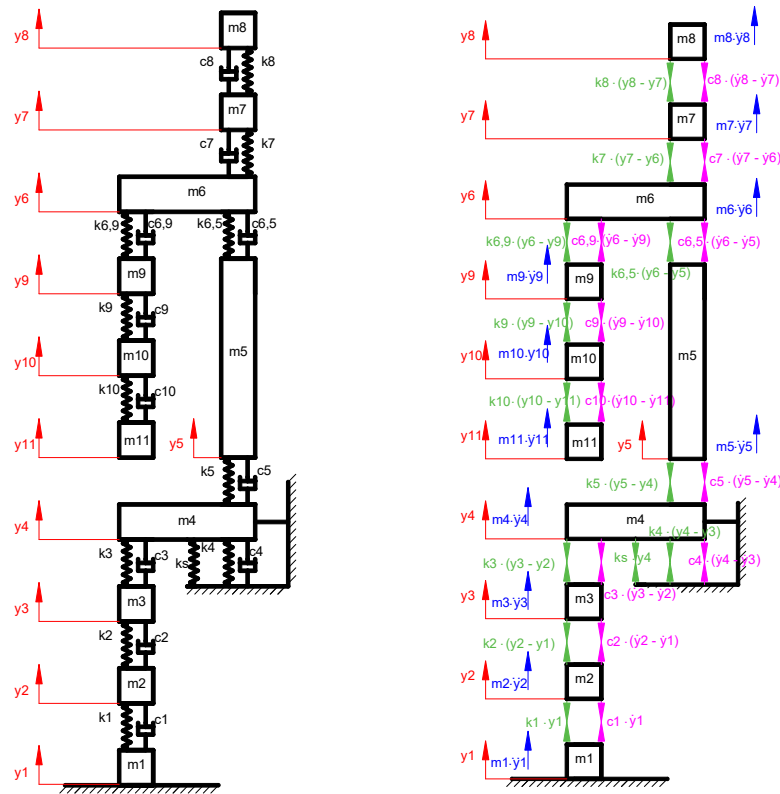 y8
m8
c8
k8
y7
m7
c7
k7
y6
m6
k6,9
c6,9
k6,5
c6,5
y9
m9
k9
c9
m5
y10
m10
k10
c10
y11
m11
y5
k5
c5
y4
m4
k3
c3
ks
k4
c4
y3
m3
k2
c2
y2
m2
k1
c1
y1
m1
y8
m8
m8·ÿ8
k8·(y8 - y7)
c8·(ẏ8 - ẏ7)
y7
m7
m7·ÿ7
k7·(y7 - y6)
c7·(ẏ7 - ẏ6)
y6
m6
m6·ÿ6
k6,9·(y6 - y9)
c6,9·(ẏ6 - ẏ9)
c6,5·(ẏ6 - ẏ5)
k6,5·(y6 - y5)
y9
m9·ÿ9
m9
k9·(y9 - y10)
c9·(ẏ9 - ẏ10)
m5
y10
m10·ÿ10
m10
k10·(y10 - y11)
c10·(ẏ10 - ẏ11)
y11
m11·ÿ11
m11
y5
m5·ÿ5
k5·(y5 - y4)
c5·(ẏ5 - ẏ4)
y4
m4·ÿ4
m4
k4·(y4 - y3)
k3·(y3 - y2)
ks·y4
c4·(ẏ4 - ẏ3)
y3
m3·ÿ3
m3
c3·(ẏ3 - ẏ2)
k2·(y2 - y1)
c2·(ẏ2 - ẏ1)
y2
m2·ÿ2
m2
k1·y1
c1·ẏ1
y1
m1·ÿ1
m1